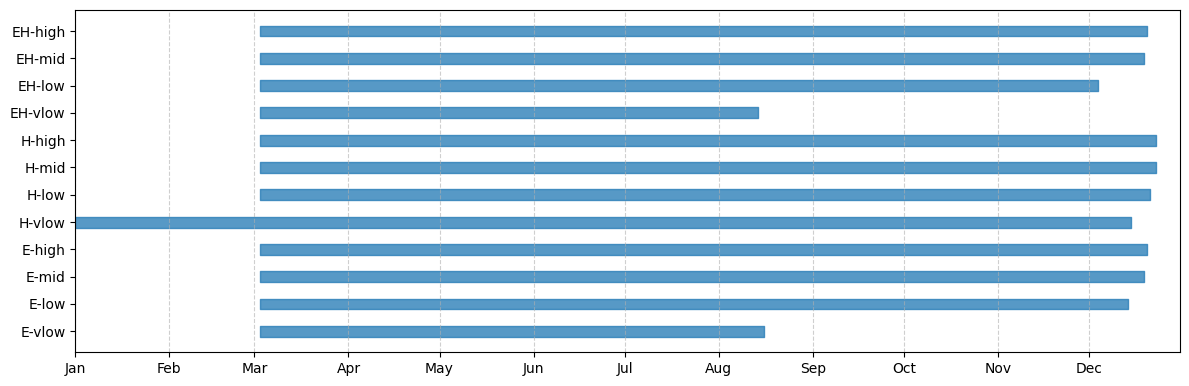 EH-high
EH-mid
EH-low
EH-vlow
H-high
H-mid
H-low
H-vlow
E-high
E-mid
E-low
E-vlow
Jan Feb Mar Apr May Jun Jul Aug Sep Oct Nov Dec